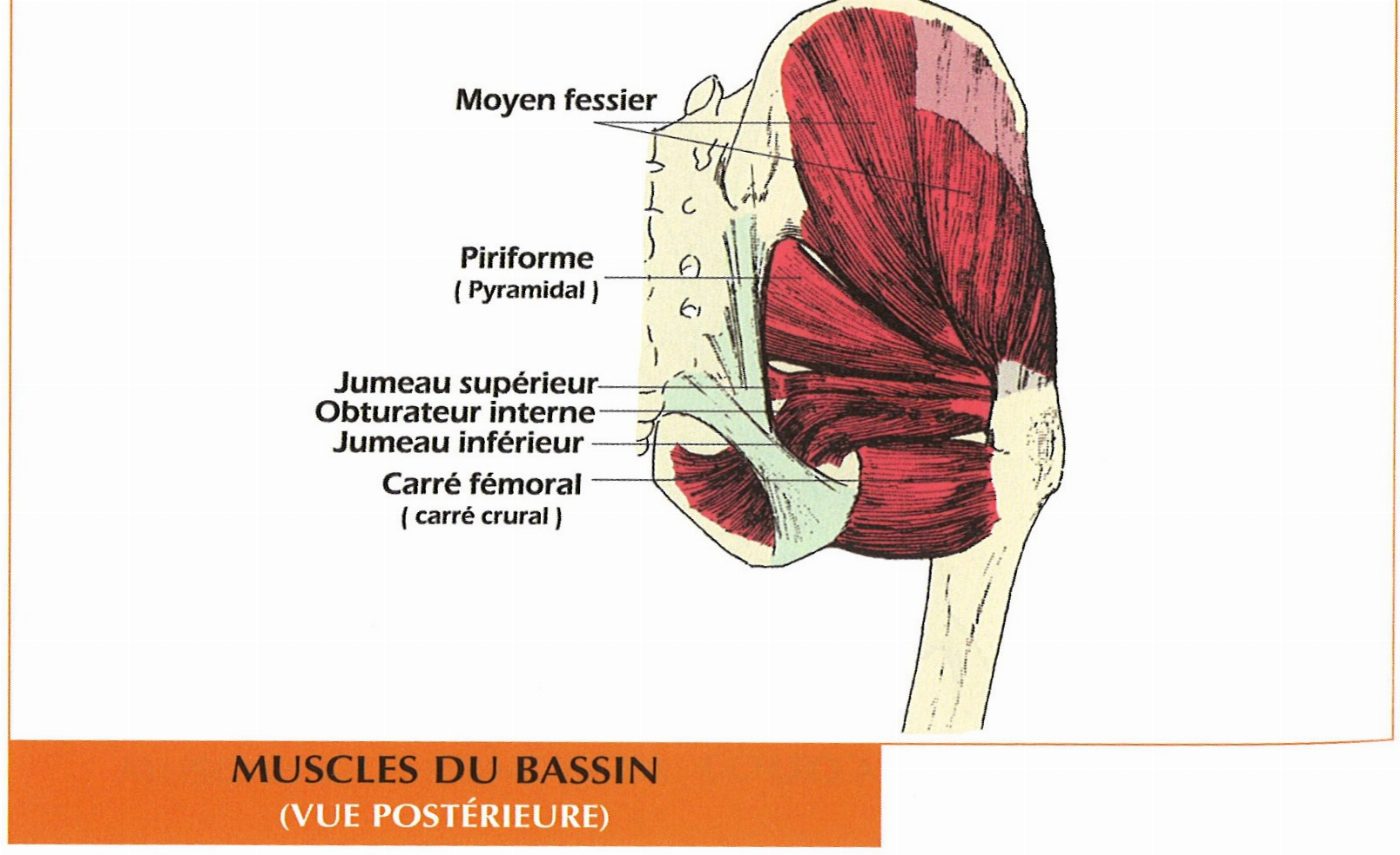 Moyen fessier
Piriforme
( Pyramidal )
Jumeau supérieur
Obturateur interne
Jumeau inférieur
Carré fémoral
( carré crural )
MUSCLES DU BASSIN
(VUE POSTÉRIEURE)